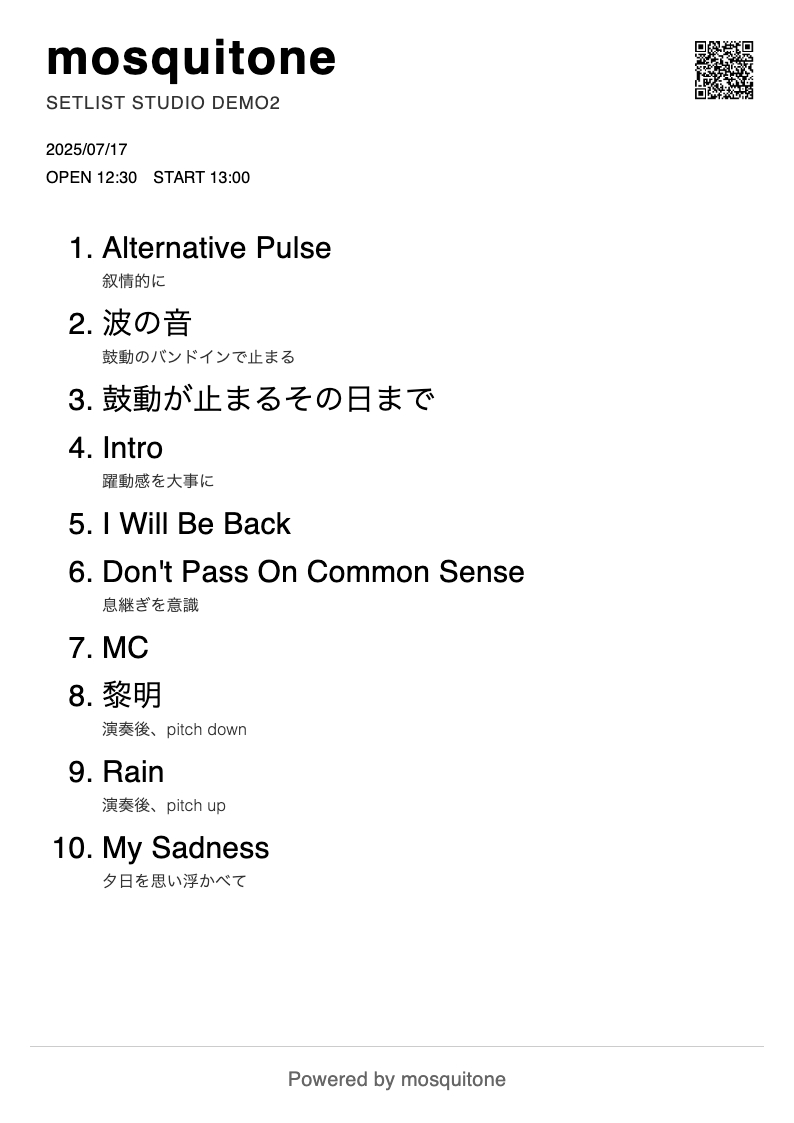 mosquitone
SETLIST STUDIO DEMO2
2025/07/17
OPEN 12:30 START 13:00
1. Alternative Pulse
叙情的に
2. 波の音
鼓動のバンドインで止まる
3. 鼓動が止まるその日まで
4. Intro
躍動感を大事に
5. I Will Be Back
6. Don't Pass On Common Sense
息継ぎを意識
7. MC
8. 黎明
演奏後、pitch down
9. Rain
演奏後、pitch up
10. My Sadness
夕日を思い浮かべて
Powered by mosquitone